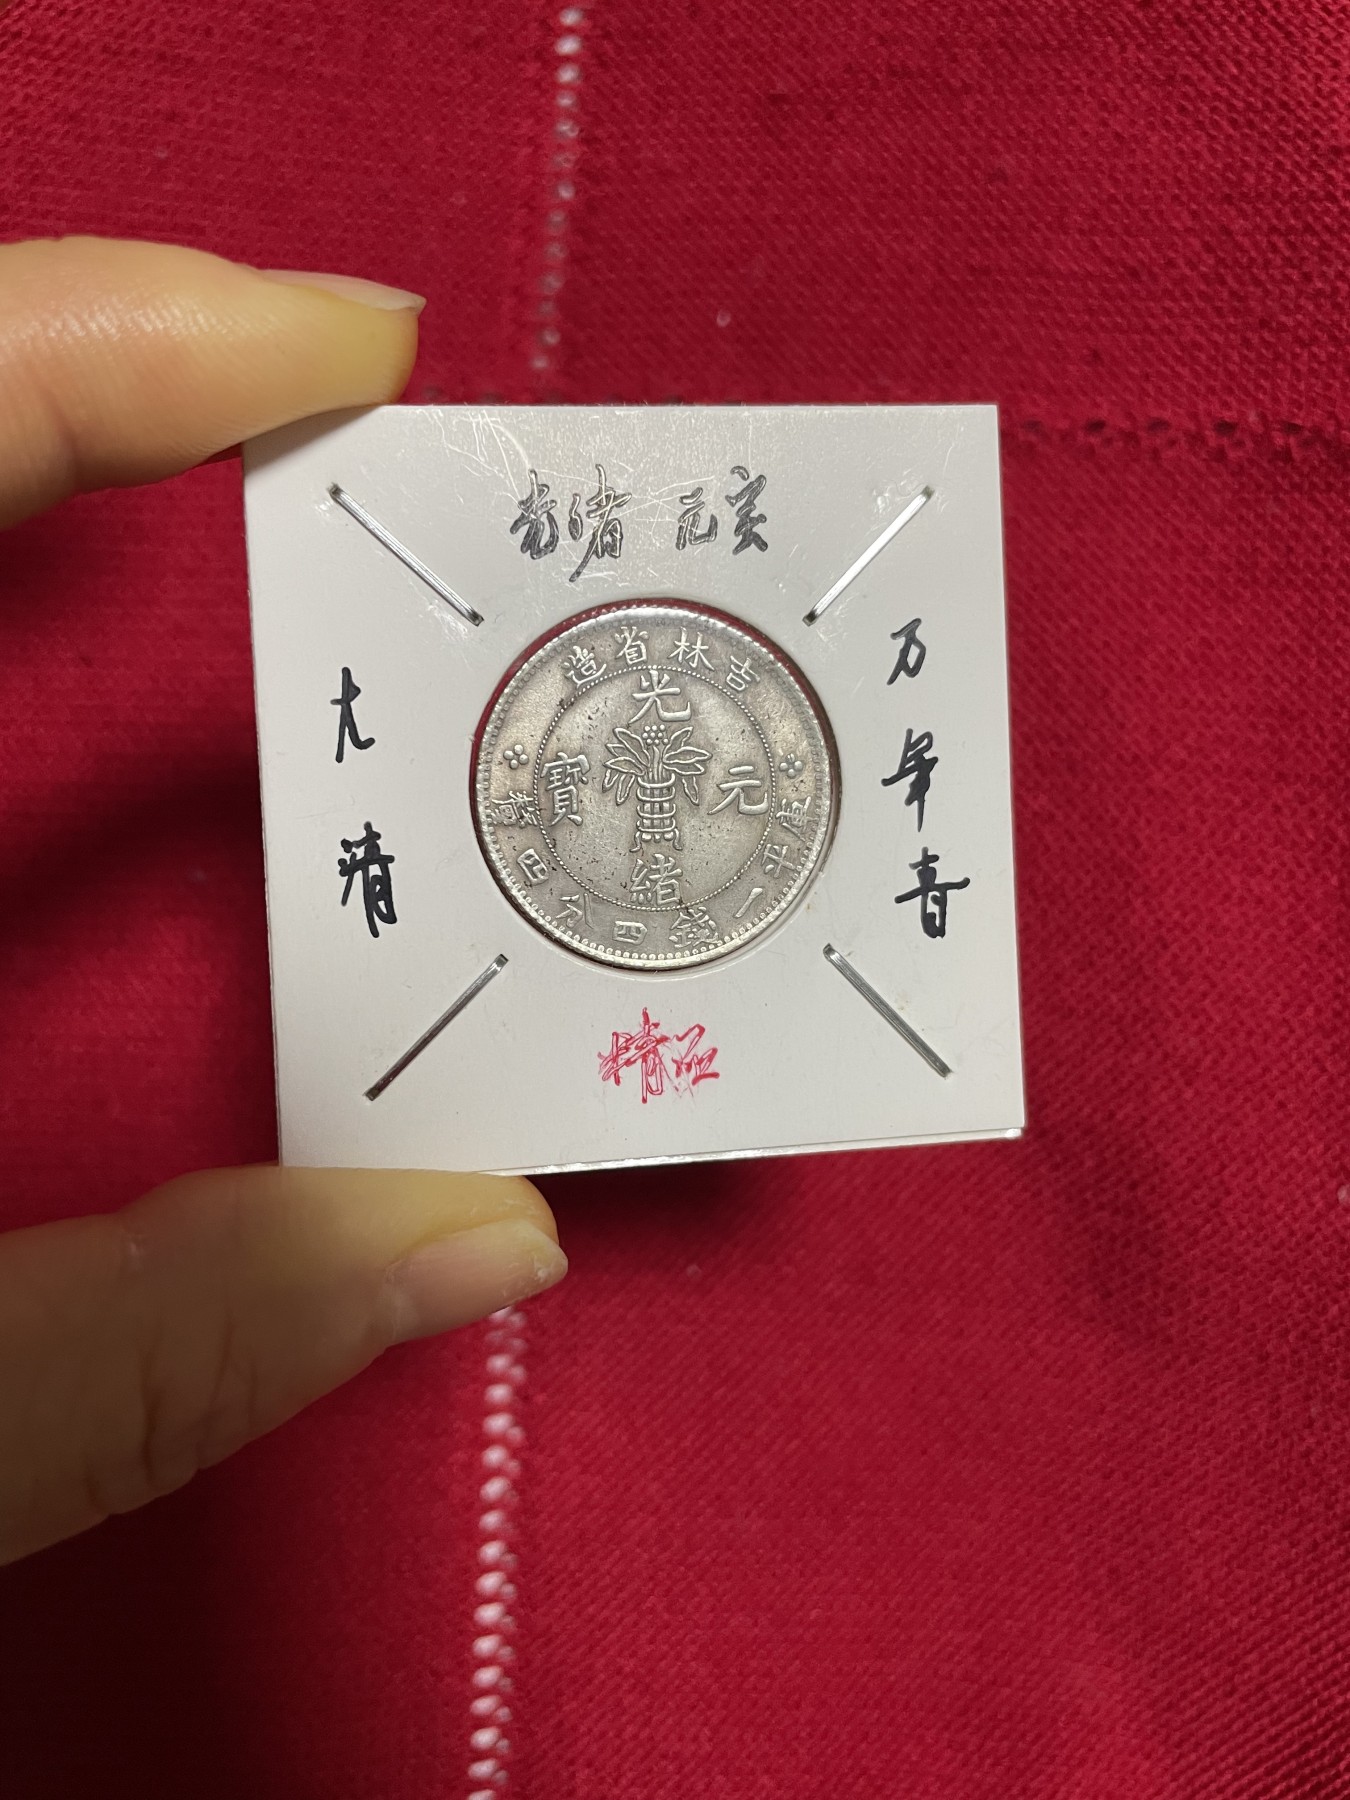 光绪 元宝
大清
万年青
精品
吉林省造
光緒元寶
庫平一錢四分四釐